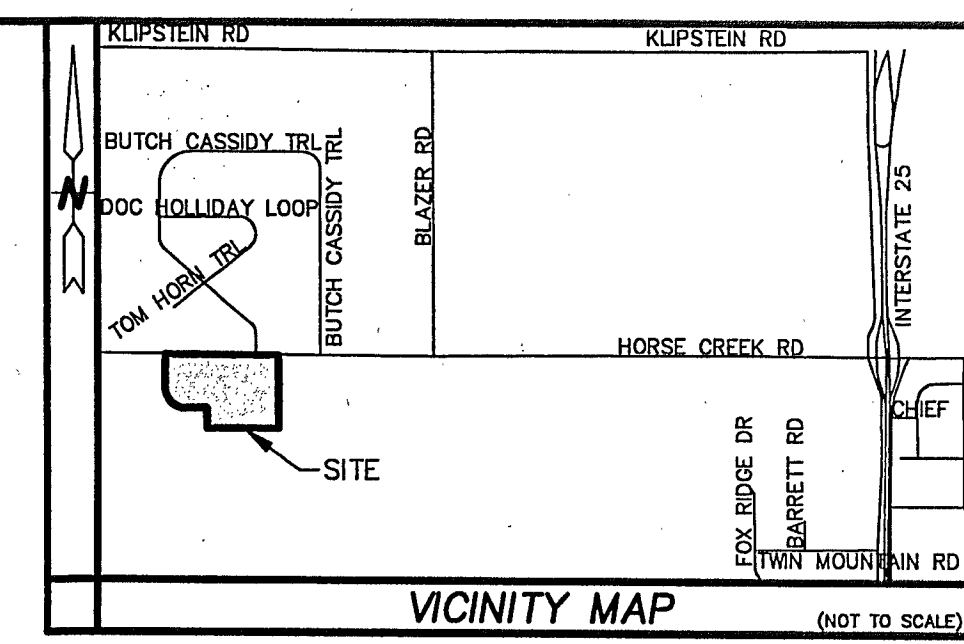 KLIPSTEIN RD
KLIPSTEIN RD
BUTCH CASSIDY TRL
BUTCH CASSIDY TRL
BLAZER RD
INTERSTATE 25
N
DOC HOLLIDAY LOOP
TOM HORN TRL
HORSE CREEK RD
CHIEF
SITE
FOX RIDGE DR
BARRETT RD
TWIN MOUNTAIN RD
VICINITY MAP
(NOT TO SCALE)